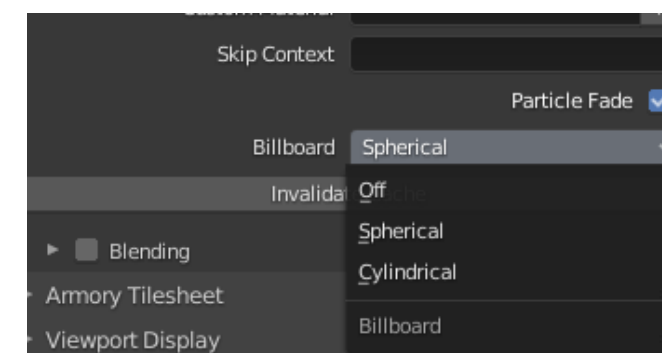 Skip Context
Particle Fade
Billboard Spherical
Off
Spherical
Cylindrical
Billboard
Blending
Armory Tilesheet
Viewport Display